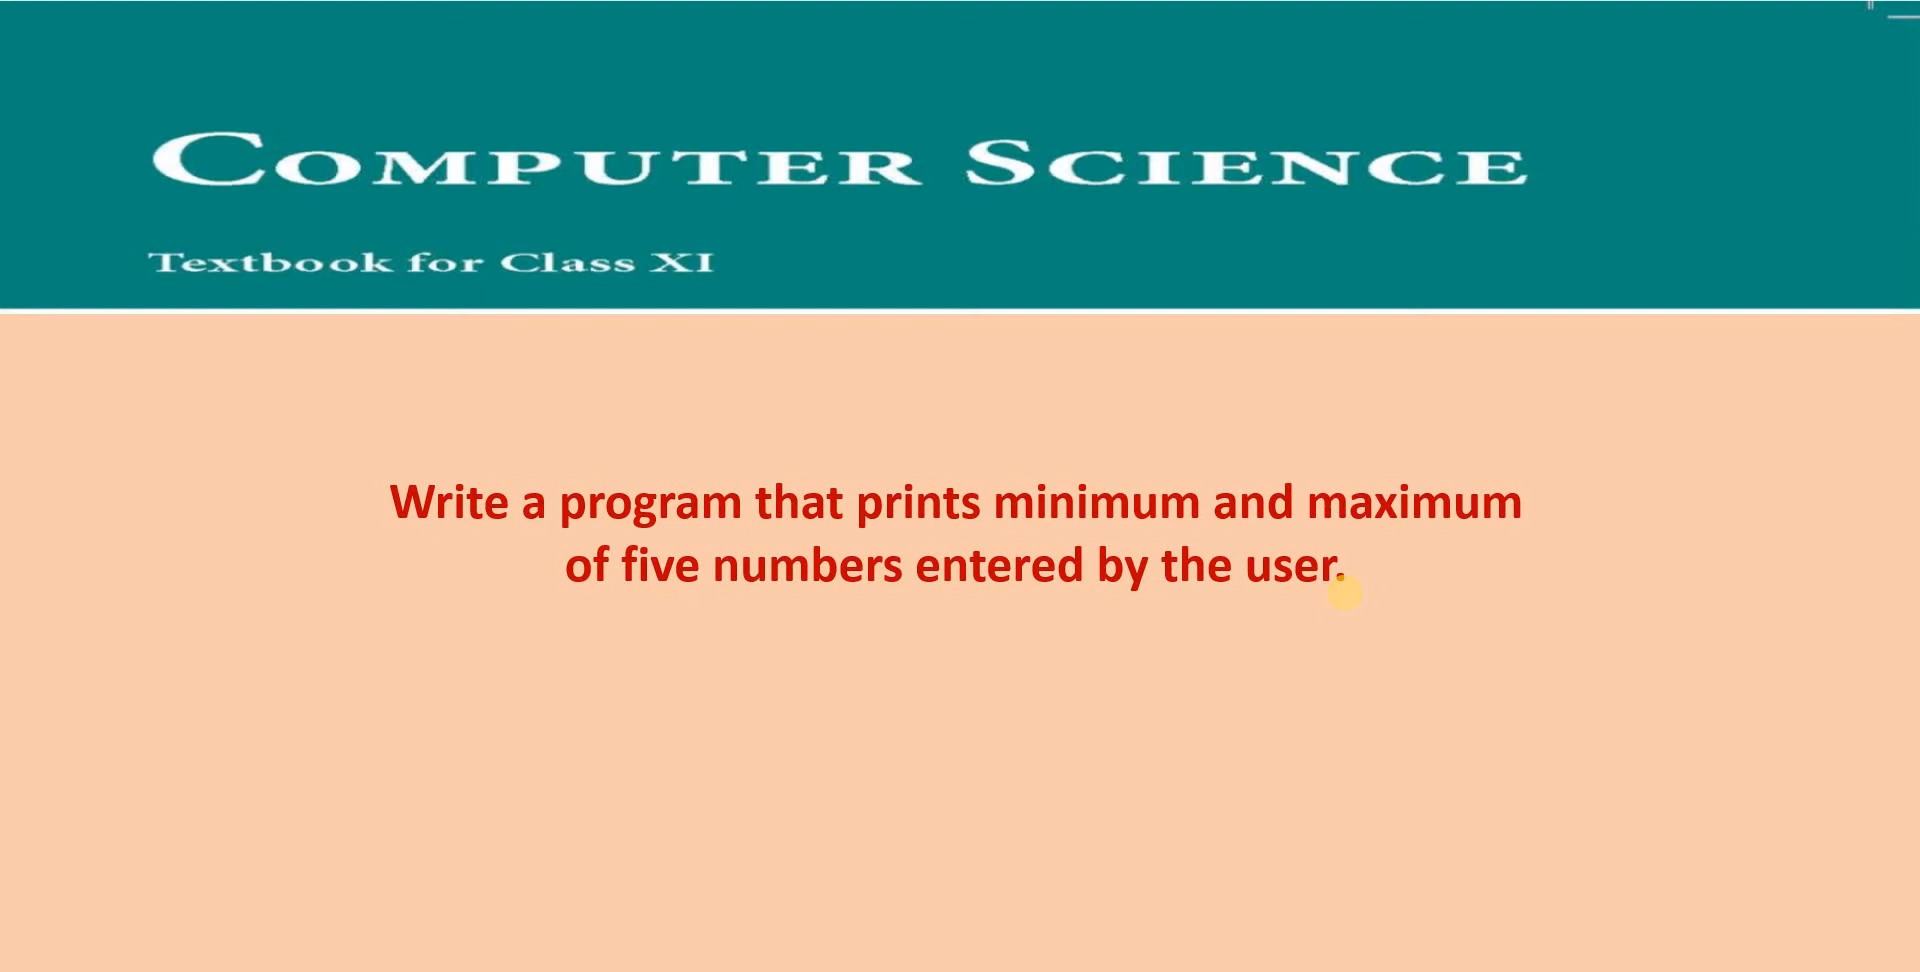 COMPUTER SCIENCE
Textbook for Class XI
Write a program that prints minimum and maximum
of five numbers entered by the user.